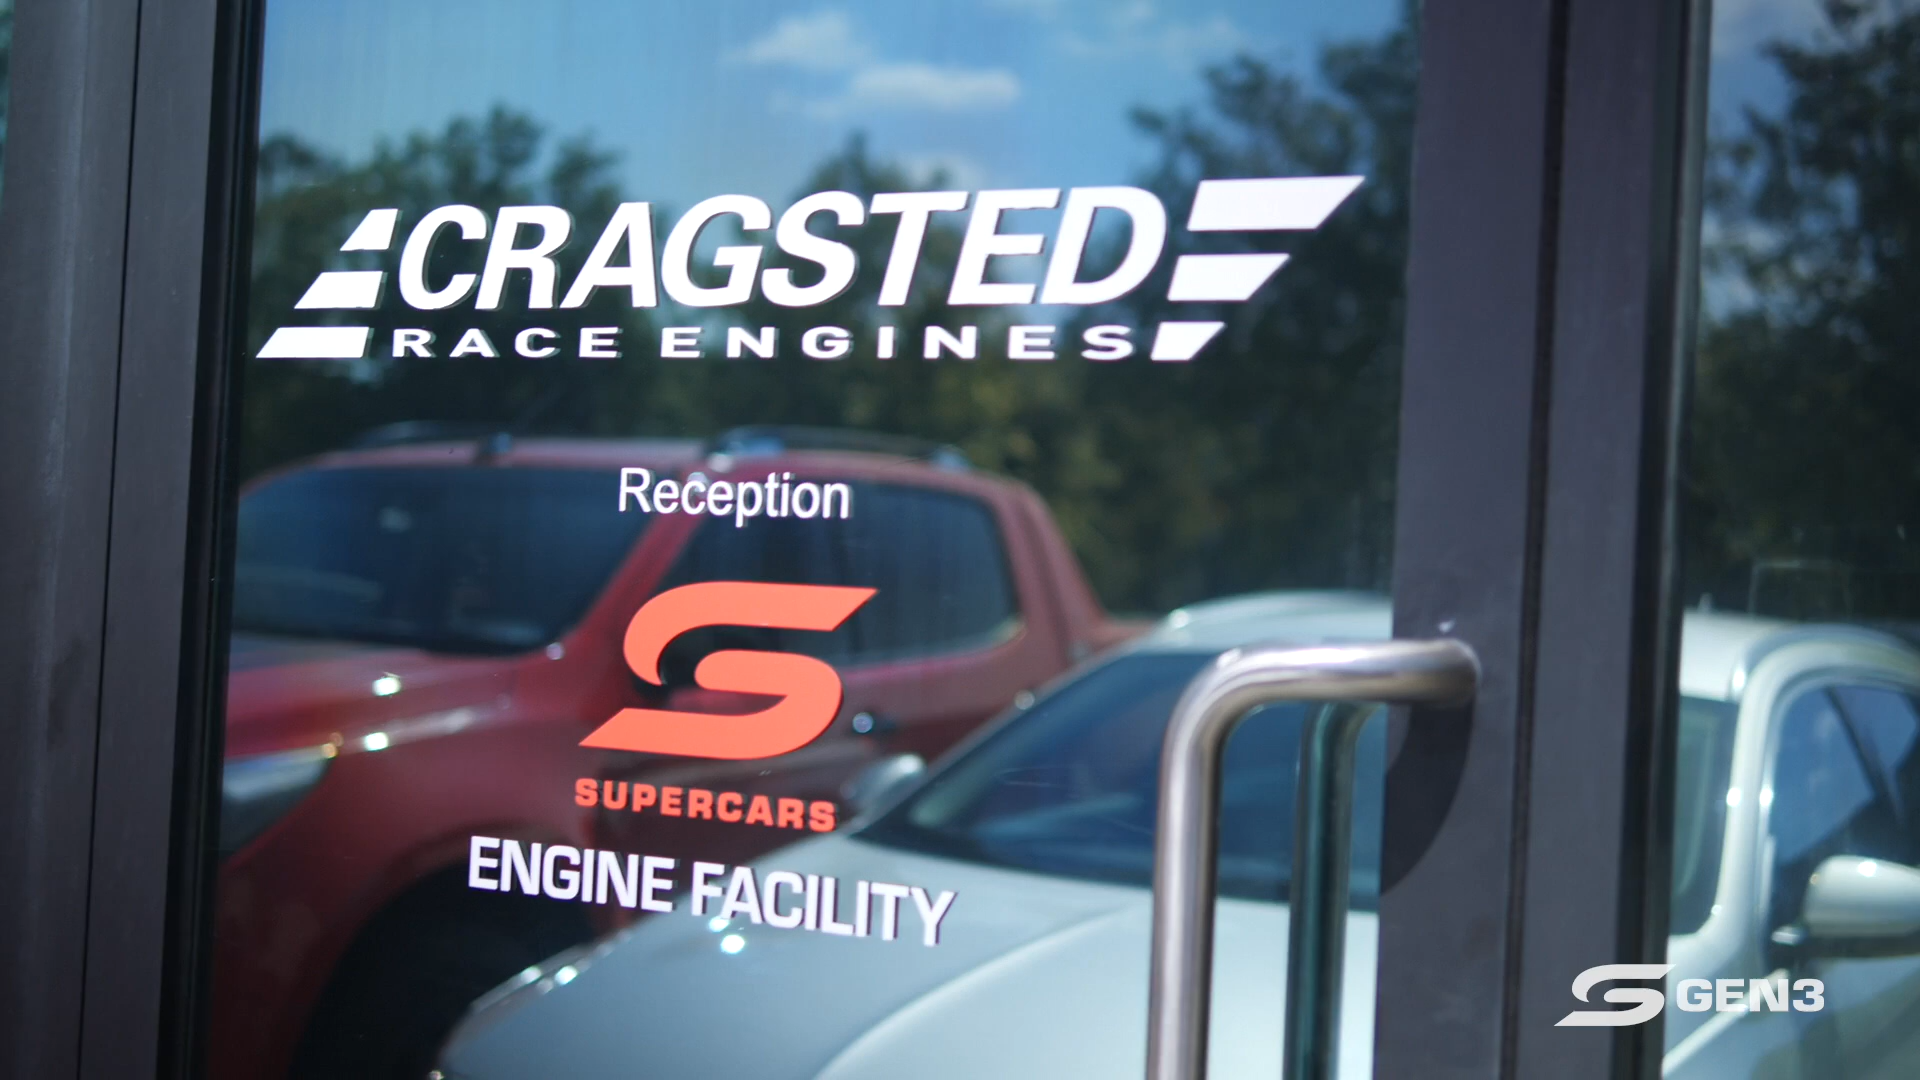 CRAGSTED
RACE ENGINES
Reception
SUPERCARS
ENGINE FACILITY
GEN3